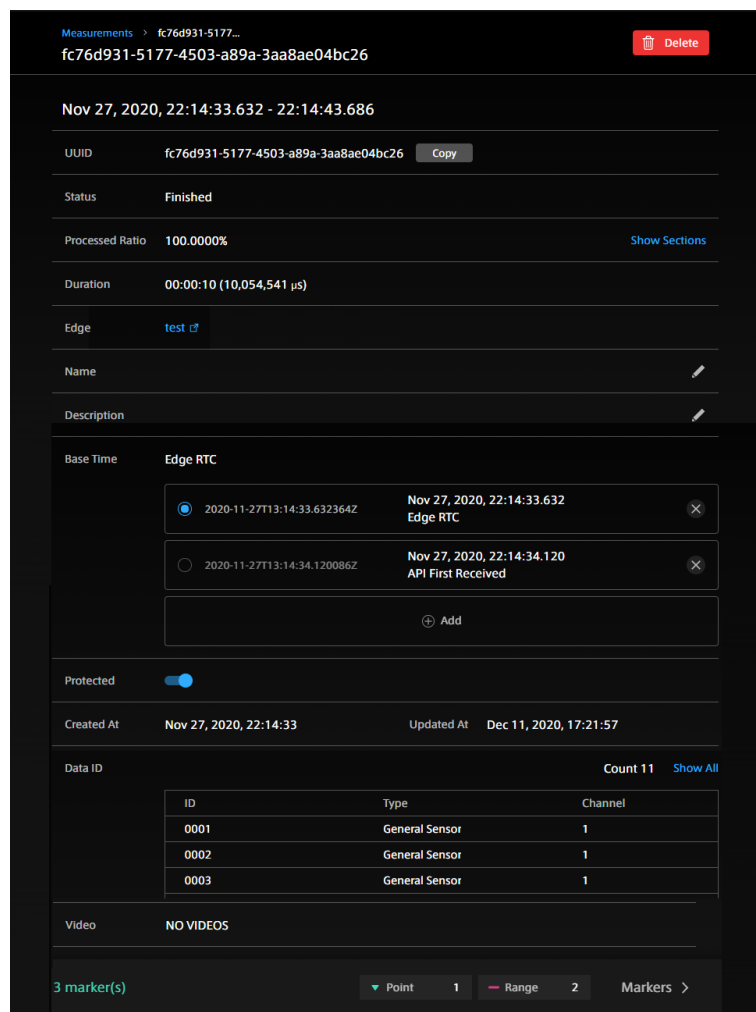 Measurements > fc76d931-5177...
fc76d931-5177-4503-a89a-3aa8ae04bc26
Delete
Nov 27, 2020, 22:14:33.632 - 22:14:43.686
UUID fc76d931-5177-4503-a89a-3aa8ae04bc26 Copy
Status Finished
Processed Ratio 100.0000% Show Sections
Duration 00:00:10 (10,054,541 μs)
Edge test
Name
Description
Base Time Edge RTC
2020-11-27T13:14:33.632364Z Nov 27, 2020, 22:14:33.632
Edge RTC
2020-11-27T13:14:34.120086Z Nov 27, 2020, 22:14:34.120
API First Received
Add
Protected
Created At Nov 27, 2020, 22:14:33 Updated At Dec 11, 2020, 17:21:57
Data ID Count 11 Show All
ID Type Channel
0001 General Sensor 1
0002 General Sensor 1
0003 General Sensor 1
Video NO VIDEOS
3 marker(s) Point 1 Range 2 Markers >